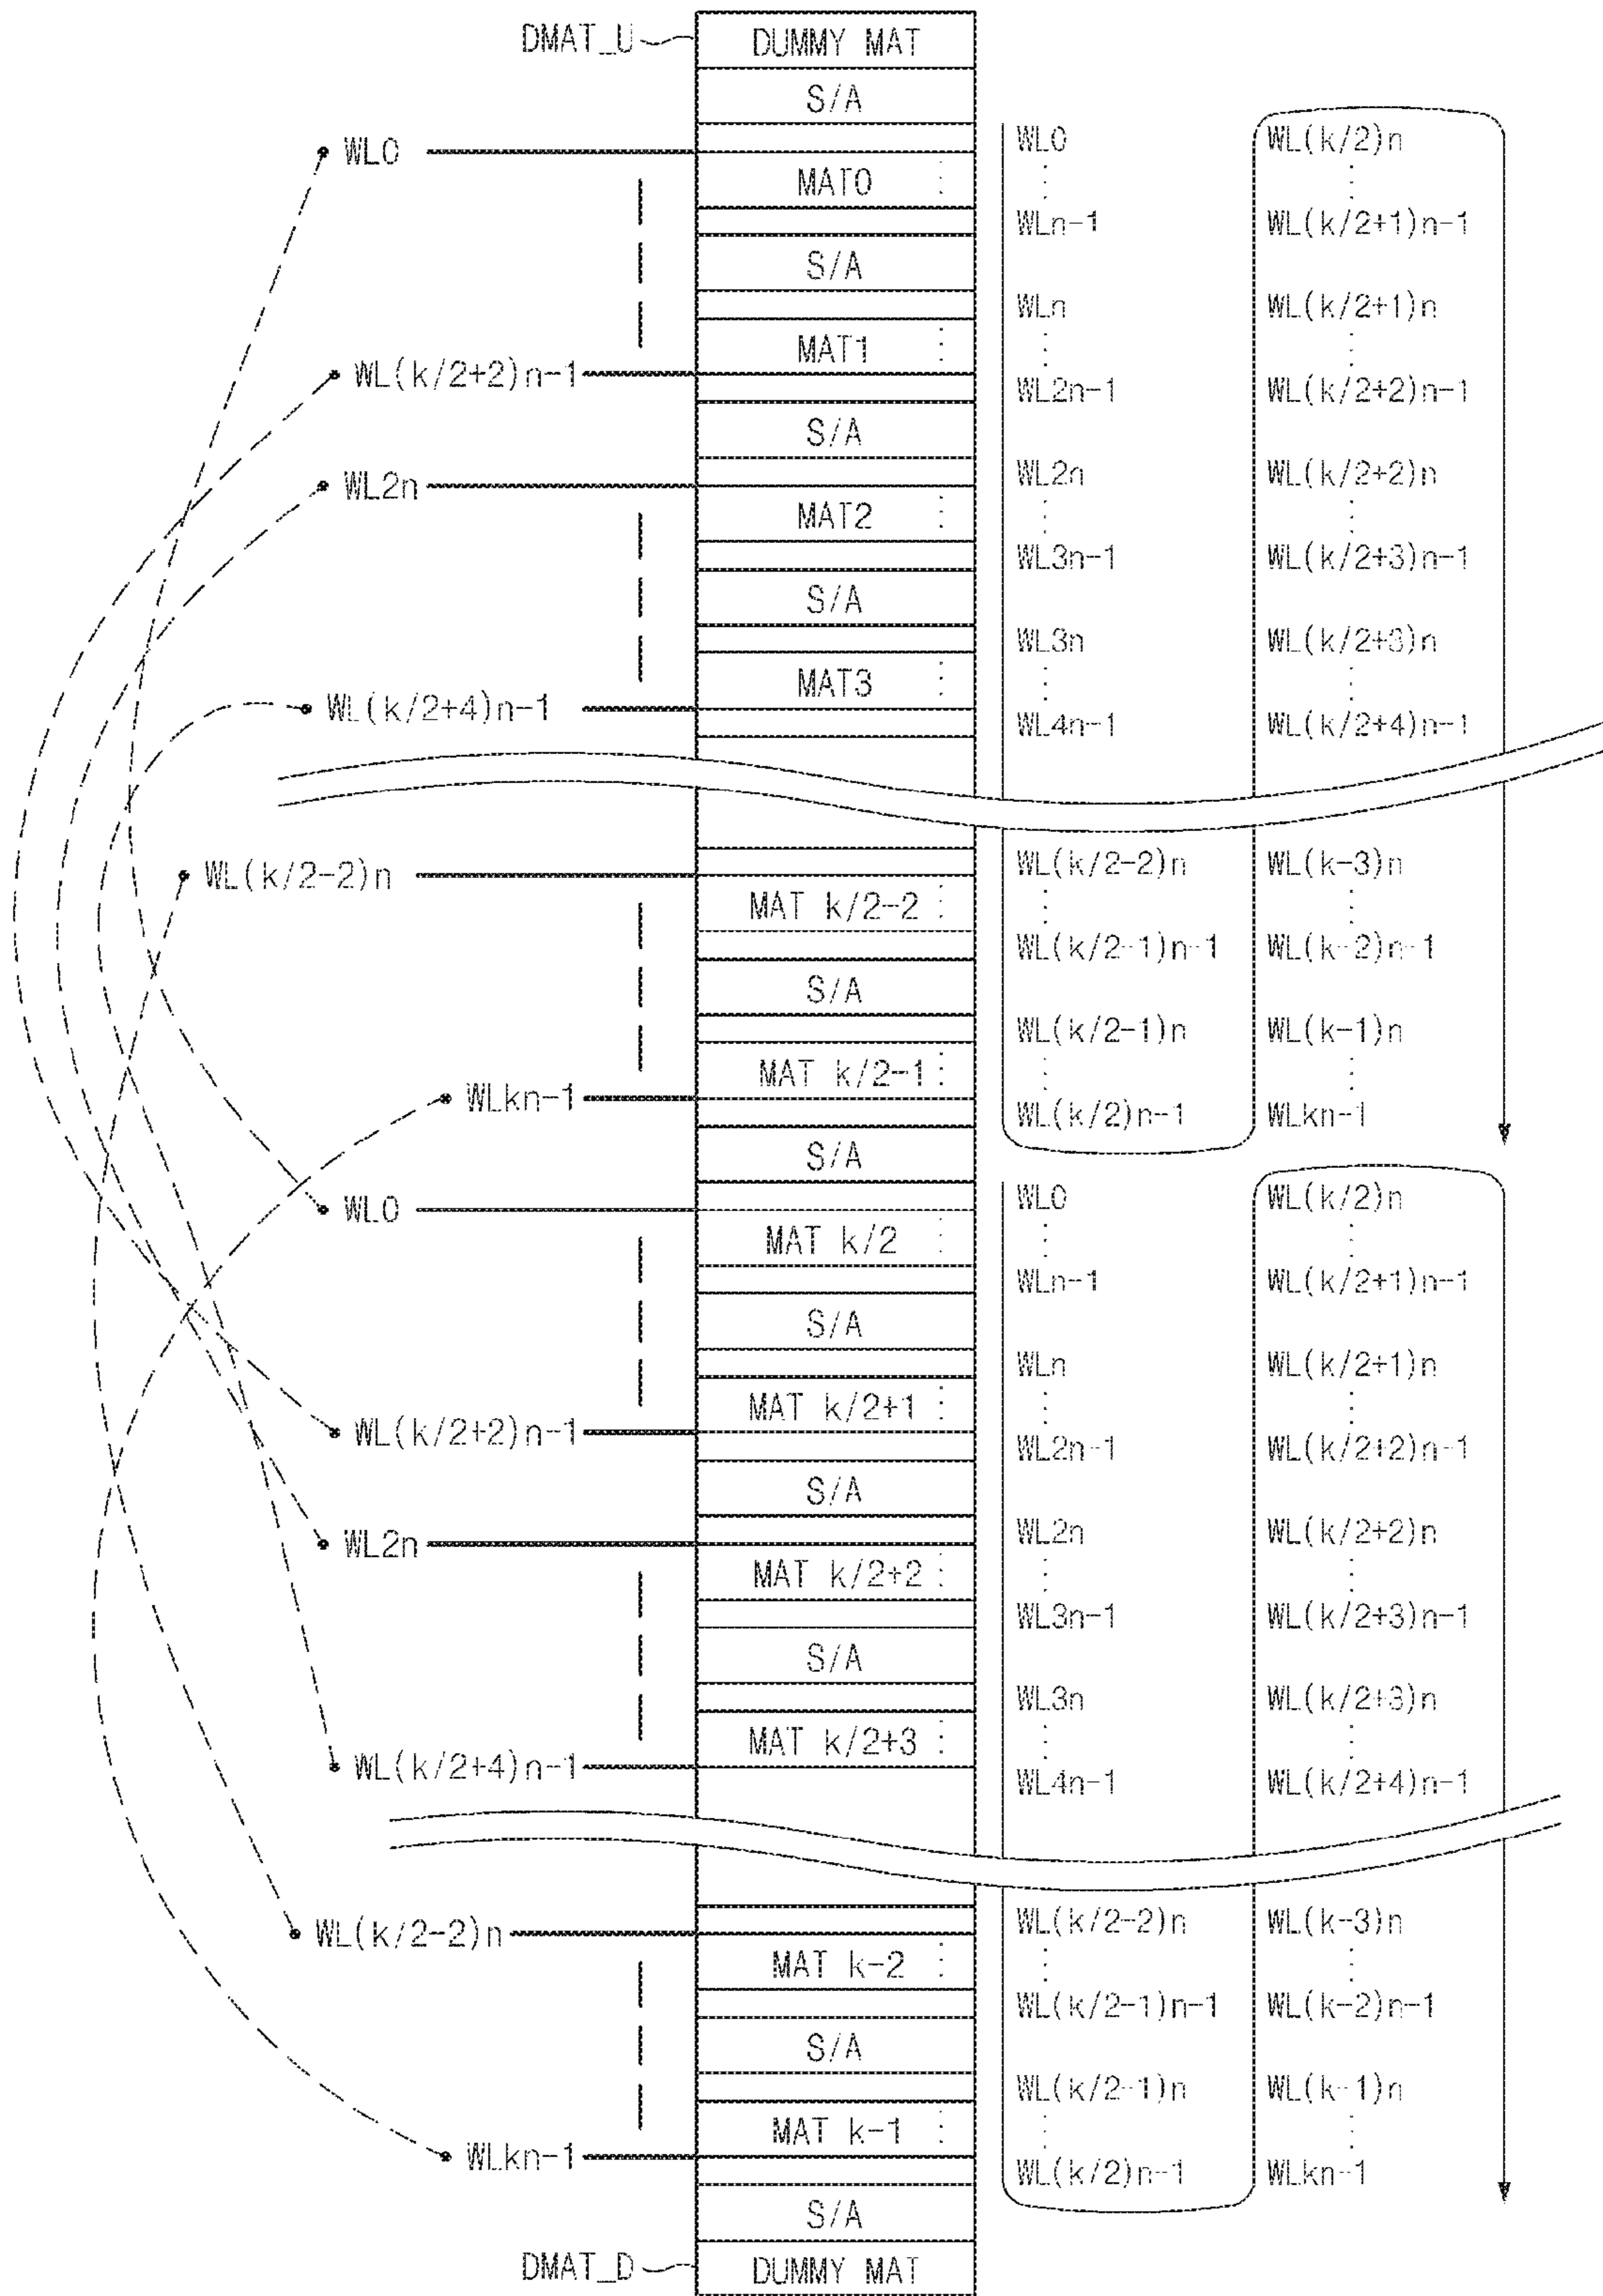 DMAT_U DUMMY MAT
S/A
WL0 WL0 WL(k/2)n
MAT0
WLn-1 WL(k/2+1)n-1
S/A
WLn WL(k/2+1)n
MAT1
WL(k/2+2)n-1 WL2n-1 WL(k/2+2)n-1
S/A
WL2n WL2n WL(k/2+2)n
MAT2
WL3n-1 WL(k/2+3)n-1
S/A
WL3n WL(k/2+3)n
MAT3
WL(k/2+4)n-1 WL4n-1 WL(k/2+4)n-1
WL(k/2-2)n WL(k/2-2)n WL(k-3)n
MAT k/2-2
WL(k/2-1)n-1 WL(k-2)n-1
S/A
WL(k/2-1)n WL(k-1)n
MAT k/2-1
WLkn-1 WL(k/2)n-1 WLkn-1
S/A
WL0 WL0 WL(k/2)n
MAT k/2
WLn-1 WL(k/2+1)n-1
S/A
WLn WL(k/2+1)n
MAT k/2+1
WL(k/2+2)n-1 WL2n-1 WL(k/2+2)n-1
S/A
WL2n WL2n WL(k/2+2)n
MAT k/2+2
WL3n-1 WL(k/2+3)n-1
S/A
WL3n WL(k/2+3)n
MAT k/2+3
WL(k/2+4)n-1 WL4n-1 WL(k/2+4)n-1
WL(k/2-2)n WL(k/2-2)n WL(k-3)n
MAT k-2
WL(k/2-1)n-1 WL(k-2)n-1
S/A
WL(k/2-1)n WL(k-1)n
MAT k-1
WLkn-1 WL(k/2)n-1 WLkn-1
S/A
DMAT_D DUMMY MAT